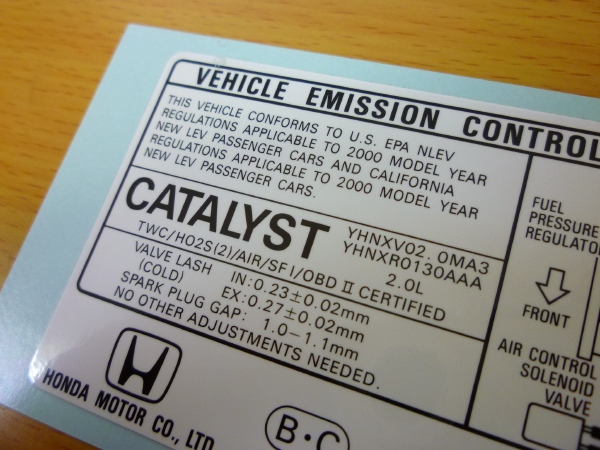 VEHICLE EMISSION CONTROL
THIS VEHICLE CONFORMS TO U.S. EPA NLEV
REGULATIONS APPLICABLE TO 2000 MODEL YEAR
NEW LEV PASSENGER CARS AND CALIFORNIA
REGULATIONS APPLICABLE TO 2000 MODEL YEAR
NEW LEV PASSENGER CARS.
CATALYST
YHNXV02.0MA3
YHNXR0130AAA
2.0L
TWC/HO2S(2)/AIR/SFI/OBD II CERTIFIED
VALVE LASH IN:0.23±0.02mm
(COLD) EX:0.27±0.02mm
SPARK PLUG GAP: 1.0-1.1mm
NO OTHER ADJUSTMENTS NEEDED.
HONDA MOTOR CO., LTD
B·C
FUEL
PRESSURE
REGULATOR
FRONT
AIR CONTROL
SOLENOID
VALVE